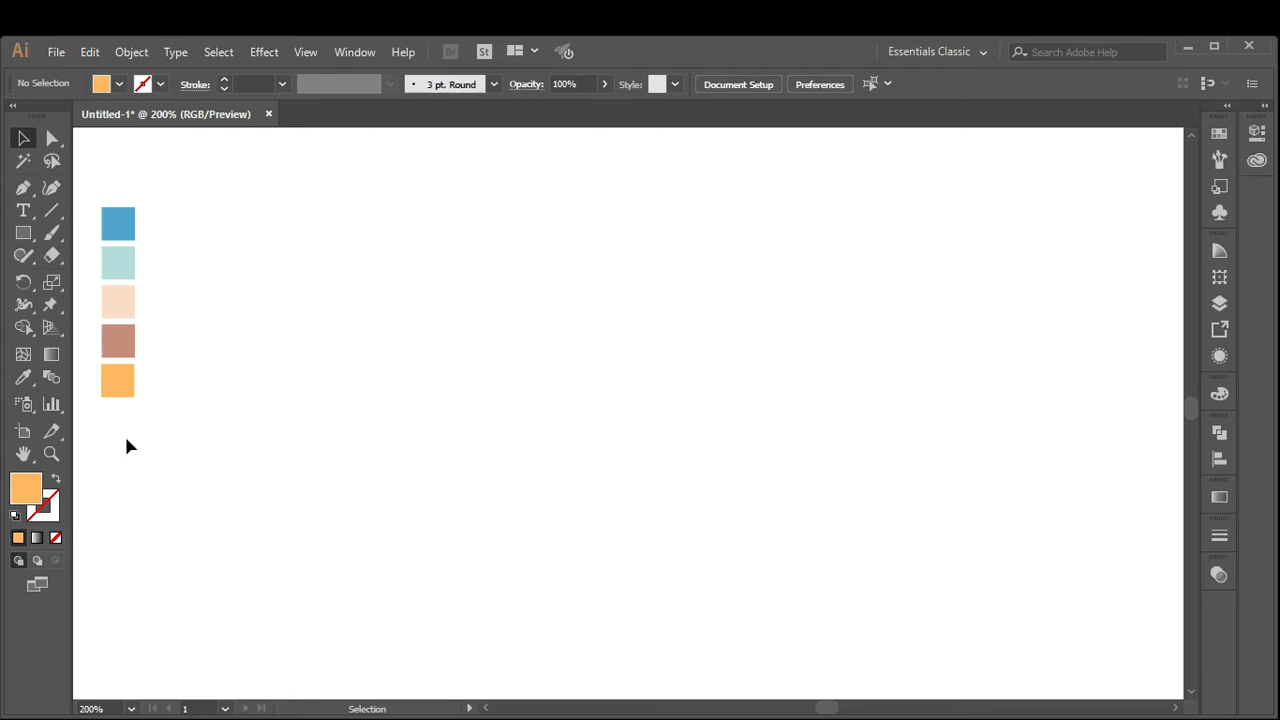 Ai File Edit Object Type Select Effect View Window Help Br St Essentials Classic Search Adobe Help
No Selection Stroke: 3 pt. Round Opacity: 100% Style: Document Setup Preferences
Untitled-1* @ 200% (RGB/Preview)
200% 1 Selection